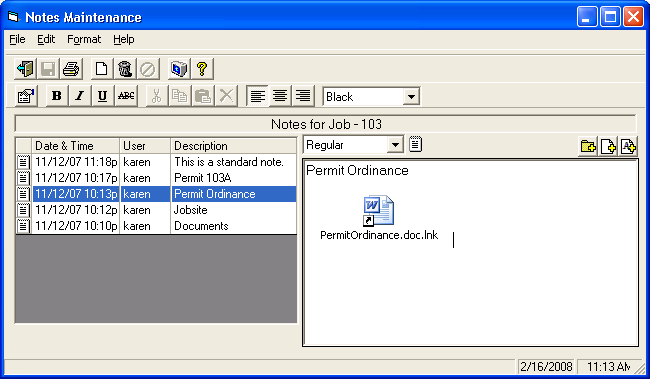 Notes Maintenance
File Edit Format Help
B I U ABC Black
Notes for Job - 103
Date & Time User Description
11/12/07 11:18p karen This is a standard note.
11/12/07 10:17p karen Permit 103A
11/12/07 10:13p karen Permit Ordinance
11/12/07 10:12p karen Jobsite
11/12/07 10:10p karen Documents
Regular
Permit Ordinance
PermitOrdinance.doc.lnk
2/16/2008 11:13 AM